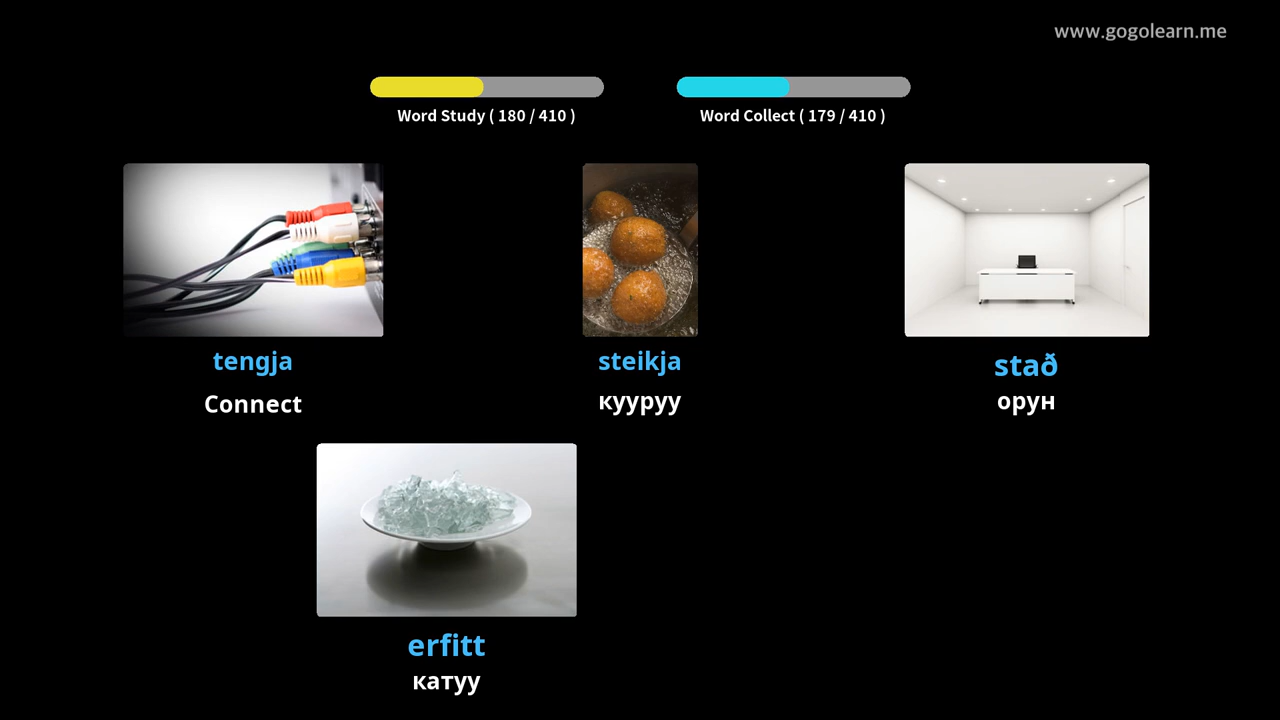 www.gogolearn.me
Word Study ( 180 / 410 )
Word Collect ( 179 / 410 )
tengja
Connect
steikja
кууруу
stað
орун
erfitt
катуу